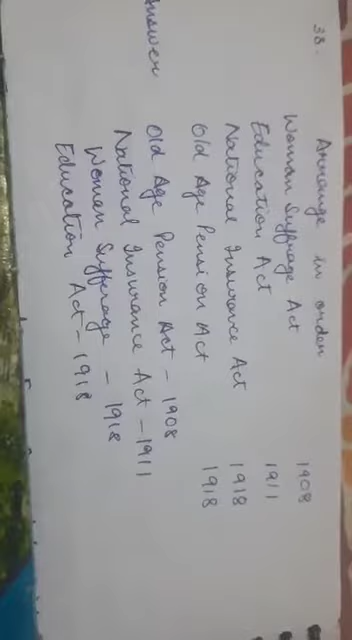 38. Arrange in order
Woman Suffrage Act 1908
Education Act 1911
National Insurance Act 1918
Old Age Pension Act 1918
Answer
Old Age Pension Act - 1908
National Insurance Act - 1911
Women Sufferage - 1918
Education Act - 1918